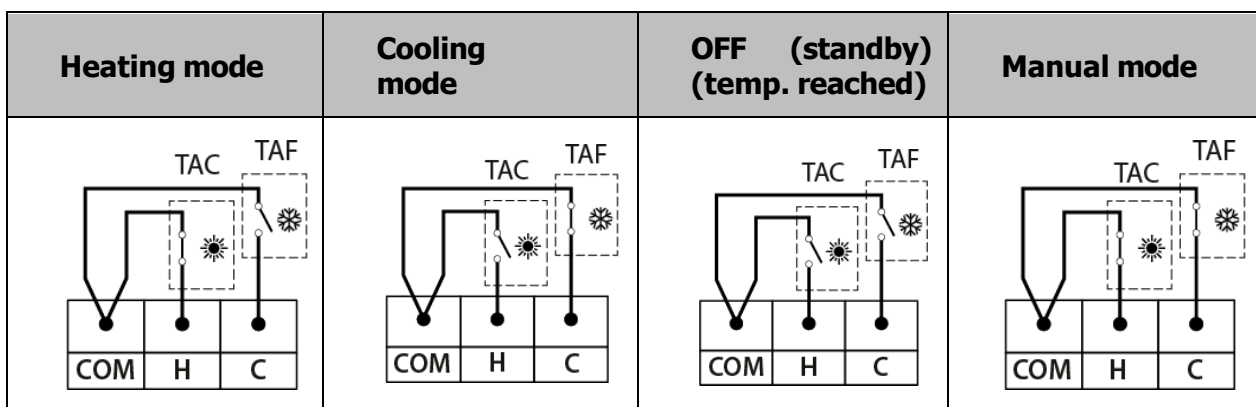 Heating mode
Cooling
mode
OFF (standby)
(temp. reached)
Manual mode
TAC TAF
COM H C
TAC TAF
COM H C
TAC TAF
COM H C
TAC TAF
COM H C